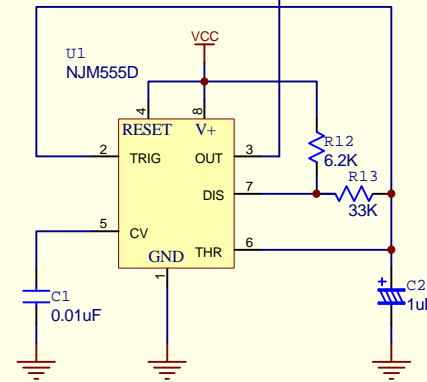 VCC
U1
NJM555D
4
8
RESET
V+
2
TRIG
OUT
3
R12
6.2K
7
DIS
R13
33K
5
CV
GND
THR
6
1
C1
0.01uF
C2